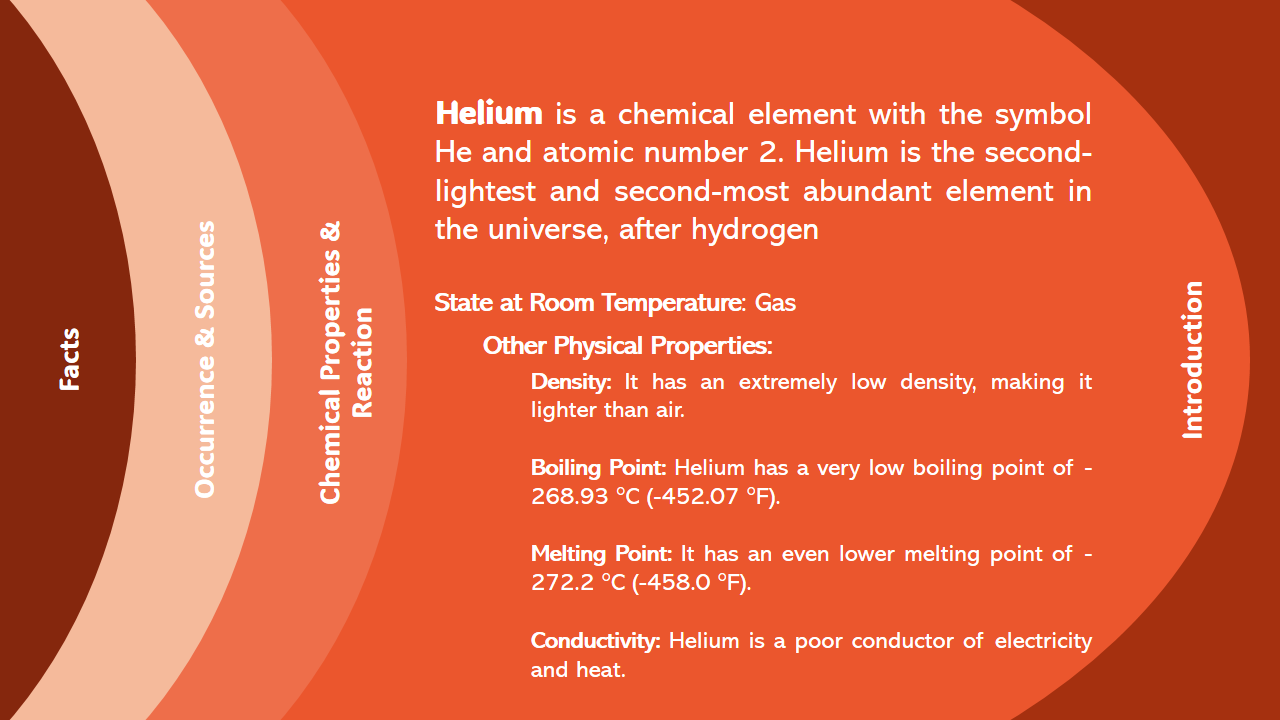 Facts
Occurrence & Sources
Chemical Properties &
Reaction
Helium is a chemical element with the symbol
He and atomic number 2. Helium is the second-
lightest and second-most abundant element in
the universe, after hydrogen
State at Room Temperature: Gas
Other Physical Properties:
Density: It has an extremely low density, making it
lighter than air.
Boiling Point: Helium has a very low boiling point of -
268.93 °C (-452.07 °F).
Melting Point: It has an even lower melting point of -
272.2 °C (-458.0 °F).
Conductivity: Helium is a poor conductor of electricity
and heat.
Introduction